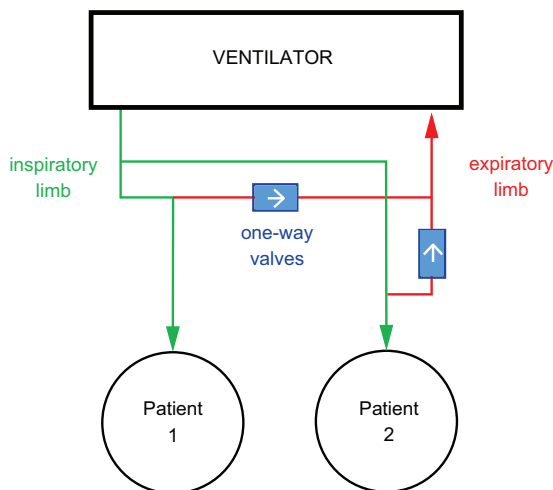 VENTILATOR
inspiratory
limb
expiratory
limb
one-way
valves
Patient
1
Patient
2